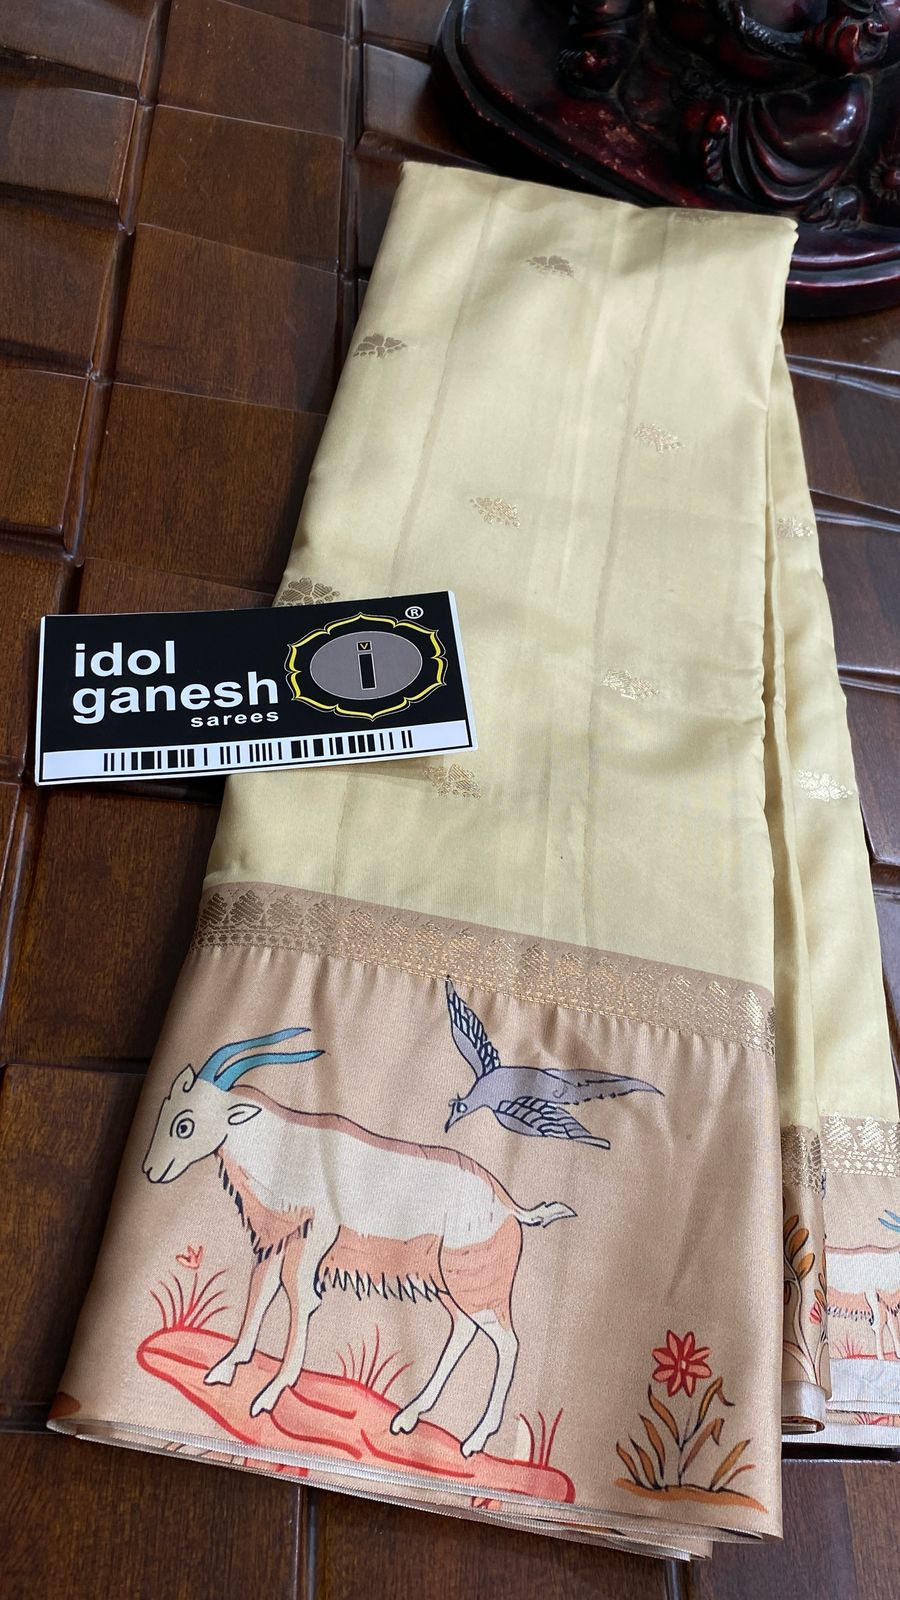 idol
ganesh
sarees
®
V
i